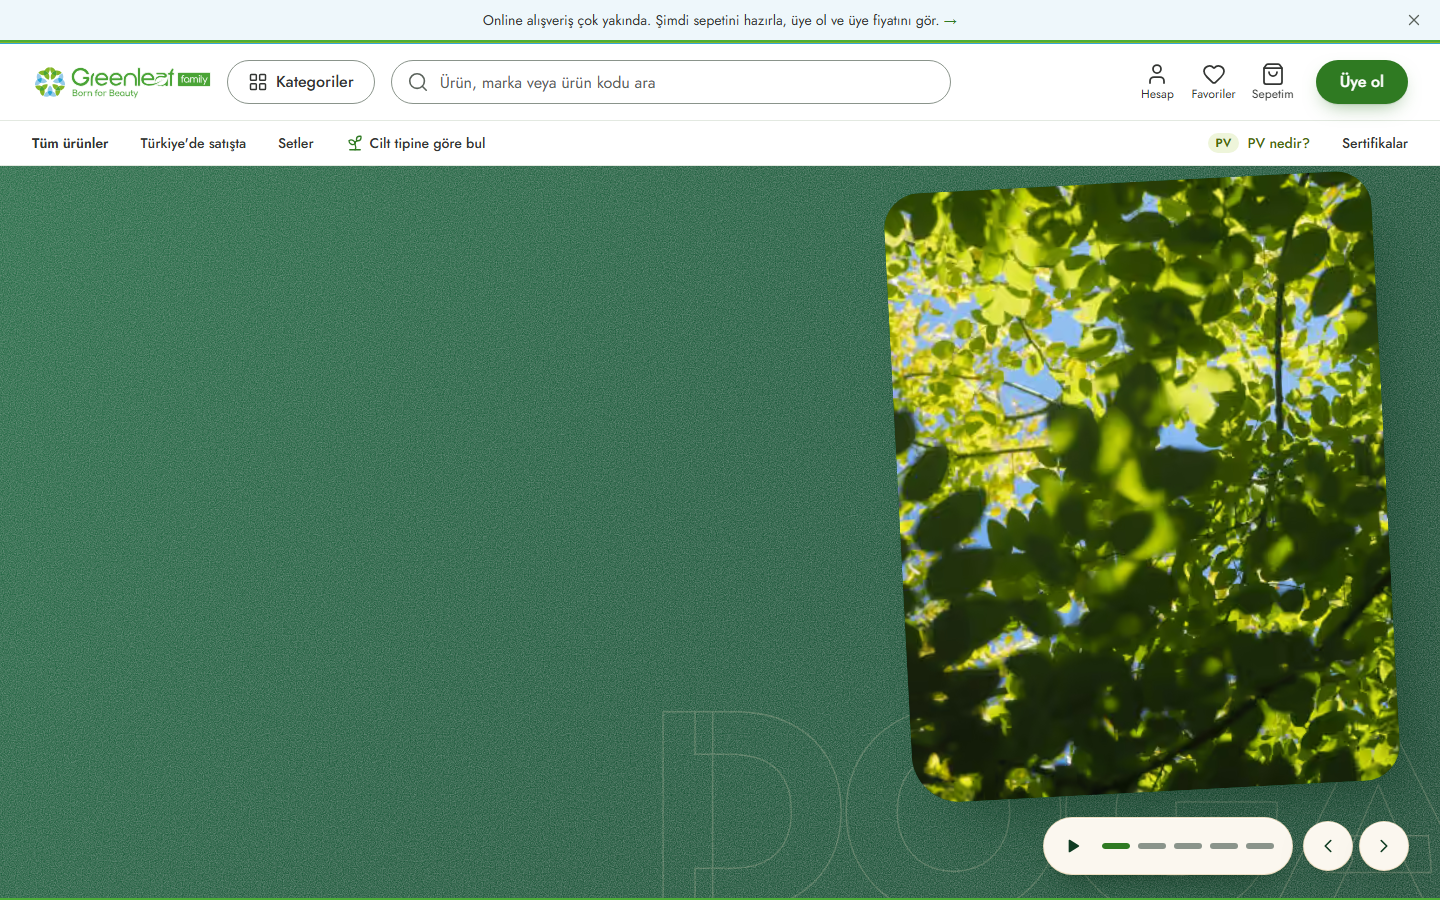 Online alışveriş çok yakında. Şimdi sepetini hazırla, üye ol ve üye fiyatını gör. →
Greenleaf family
Born for Beauty
Kategoriler
Ürün, marka veya ürün kodu ara
Hesap
Favoriler
Sepetim
Üye ol
Tüm ürünler
Türkiye'de satışta
Setler
Cilt tipine göre bul
PV
PV nedir?
Sertifikalar